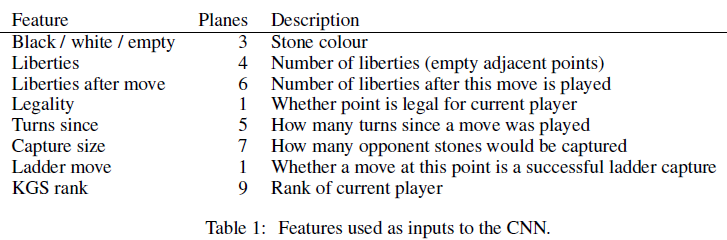 Feature Planes Description
Black / white / empty 3 Stone colour
Liberties 4 Number of liberties (empty adjacent points)
Liberties after move 6 Number of liberties after this move is played
Legality 1 Whether point is legal for current player
Turns since 5 How many turns since a move was played
Capture size 7 How many opponent stones would be captured
Ladder move 1 Whether a move at this point is a successful ladder capture
KGS rank 9 Rank of current player
Table 1: Features used as inputs to the CNN.